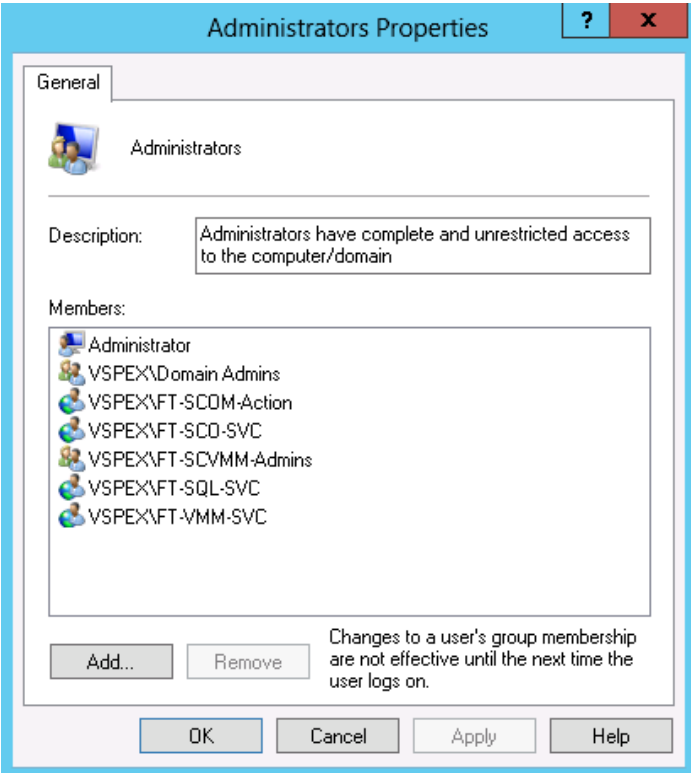 Administrators Properties
?
x
General
Administrators
Description:
Administrators have complete and unrestricted access
to the computer/domain
Members:
Administrator
VSPEX\Domain Admins
VSPEX\FT-SCOM-Action
VSPEX\FT-SCO-SVC
VSPEX\FT-SCVMM-Admins
VSPEX\FT-SQL-SVC
VSPEX\FT-VMM-SVC
Add...
Remove
Changes to a user's group membership
are not effective until the next time the
user logs on.
OK
Cancel
Apply
Help